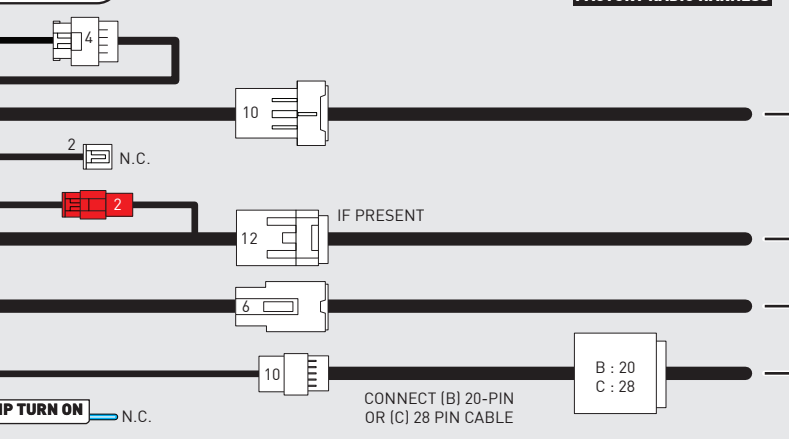 FACTORY RADIO HARNESS
4
10
2
N.C.
2
IF PRESENT
12
6
10
B : 20
C : 28
CONNECT (B) 20-PIN
OR (C) 28 PIN CABLE
TURN ON
N.C.